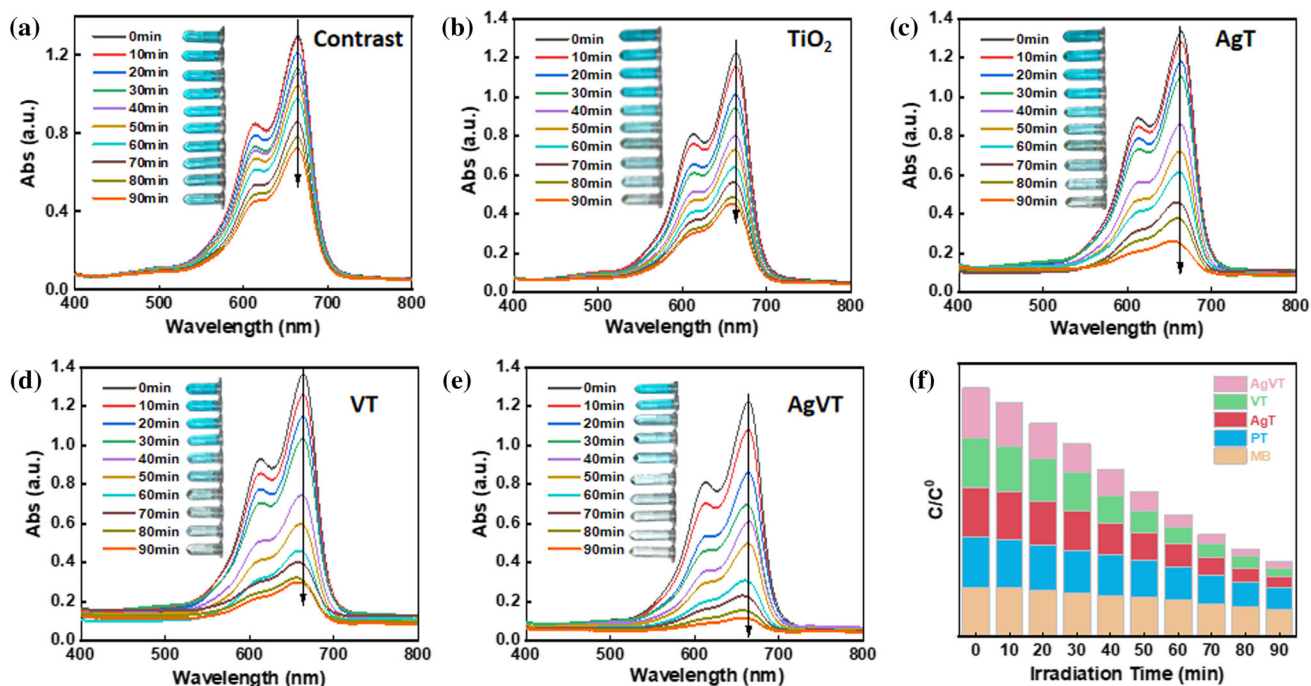 (a)
Contrast
0min
10min
20min
30min
40min
50min
60min
70min
80min
90min
Abs (a.u.)
1.2
0.8
0.4
0.0
400 500 600 700 800
Wavelength (nm)
(b)
TiO2
0min
10min
20min
30min
40min
50min
60min
70min
80min
90min
Abs (a.u.)
1.4
1.2
1.0
0.8
0.6
0.4
0.2
0.0
400 500 600 700 800
Wavelength (nm)
(c)
AgT
0min
10min
20min
30min
40min
50min
60min
70min
80min
90min
Abs (a.u.)
1.4
1.2
1.0
0.8
0.6
0.4
0.2
0.0
400 500 600 700 800
Wavelength (nm)
(d)
VT
0min
10min
20min
30min
40min
50min
60min
70min
80min
90min
Abs (a.u.)
1.4
1.2
1.0
0.8
0.6
0.4
0.2
0.0
400 500 600 700 800
Wavelength (nm)
(e)
AgVT
0min
10min
20min
30min
40min
50min
60min
70min
80min
90min
Abs (a.u.)
1.4
1.2
1.0
0.8
0.6
0.4
0.2
0.0
400 500 600 700 800
Wavelength (nm)
(f)
AgVT
VT
AgT
PT
MB
C/C⁰
0 10 20 30 40 50 60 70 80 90
Irradiation Time (min)